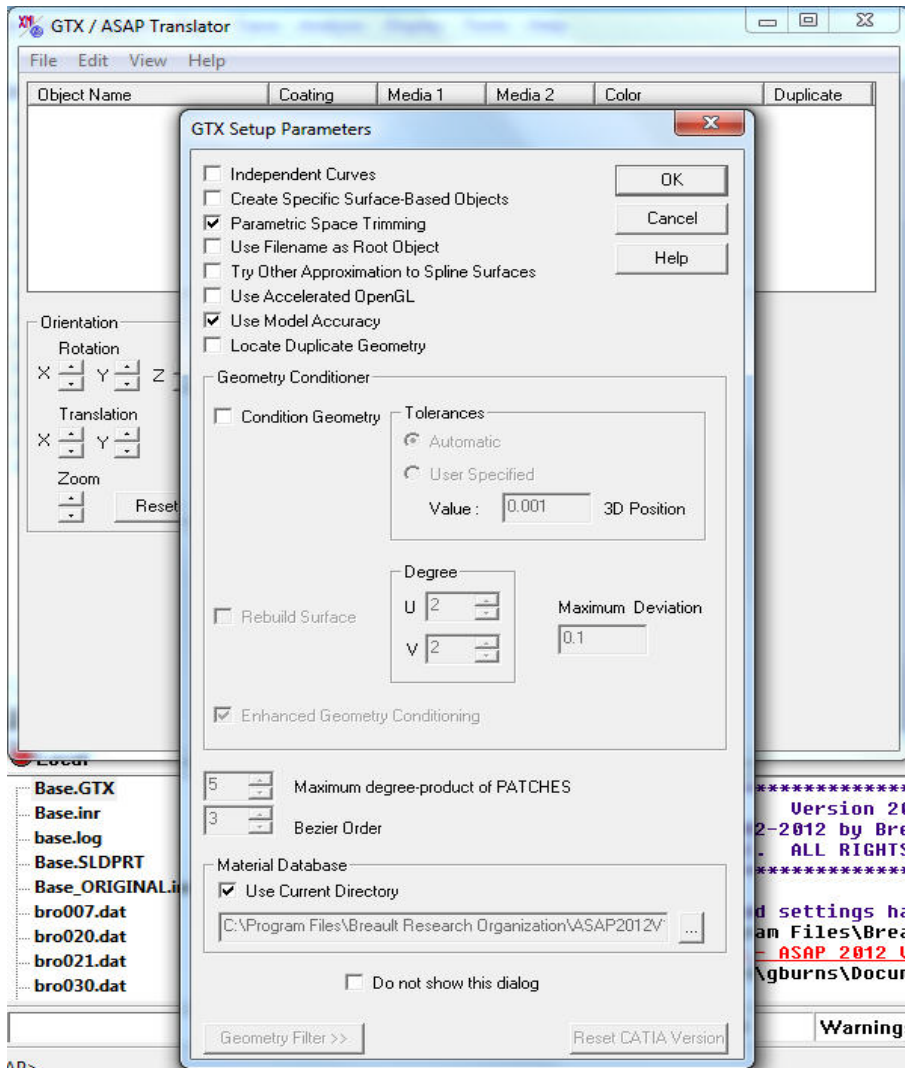 GTX / ASAP Translator
File Edit View Help
Object Name Coating Media 1 Media 2 Color Duplicate
GTX Setup Parameters
Independent Curves
Create Specific Surface-Based Objects
Parametric Space Trimming
Use Filename as Root Object
Try Other Approximation to Spline Surfaces
Use Accelerated OpenGL
Use Model Accuracy
Locate Duplicate Geometry
OK
Cancel
Help
Orientation
Rotation
X Y Z
Translation
X Y
Zoom
Reset
Geometry Conditioner
Condition Geometry
Tolerances
Automatic
User Specified
Value : 0.001 3D Position
Rebuild Surface
Degree
U 2
V 2
Maximum Deviation
0.1
Enhanced Geometry Conditioning
5 Maximum degree-product of PATCHES
3 Bezier Order
Material Database
Use Current Directory
C:\Program Files\Breault Research Organization\ASAP2012V ...
Do not show this dialog
Geometry Filter >> Reset CATIA Version
Local
Base.GTX
Base.inr
base.log
Base.SLDPRT
Base_ORIGINAL.i
bro007.dat
bro020.dat
bro021.dat
bro030.dat
**************
Version 20
2-2012 by Bre
. ALL RIGHTS
**************
d settings ha
am Files\Brea
- ASAP 2012 V
\gburns\Docum
Warning